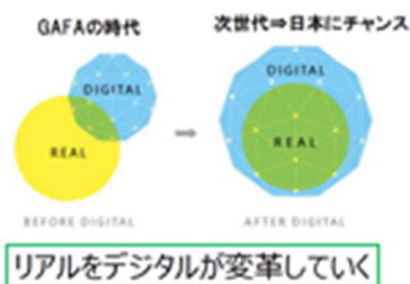 GAFAの時代
次世代⇒日本にチャンス
DIGITAL
REAL
DIGITAL
REAL
BEFORE DIGITAL
AFTER DIGITAL
リアルをデジタルが変革していく